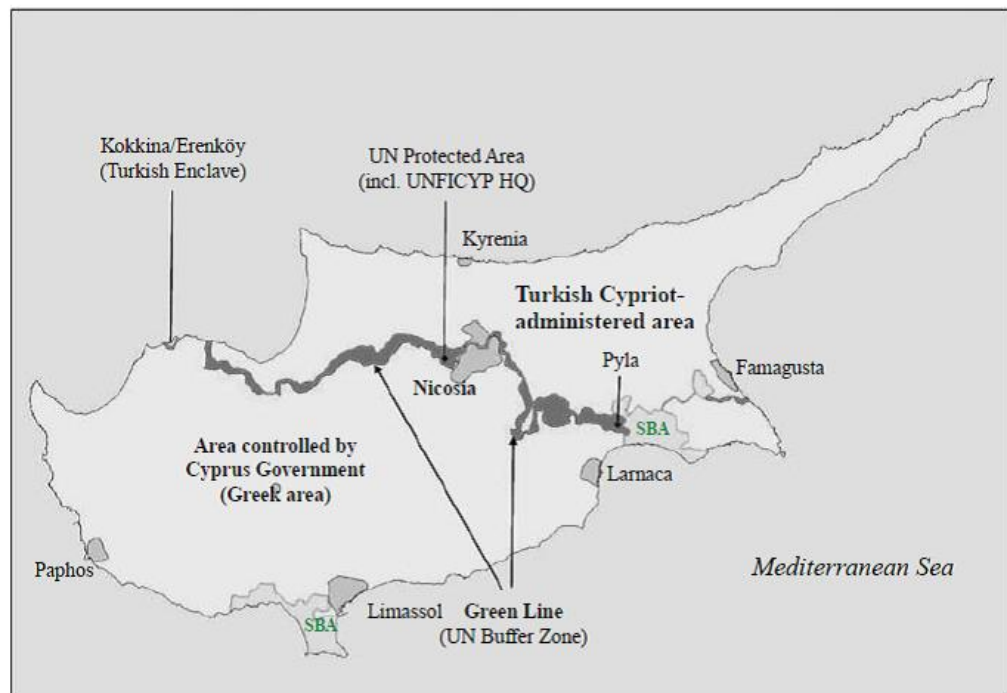 Kokkina/Erenköy
(Turkish Enclave)
UN Protected Area
(incl. UNFICYP HQ)
Kyrenia
Turkish Cypriot-
administered area
Pyla
Famagusta
Nicosia
SBA
Area controlled by
Cyprus Government
(Greek area)
Larnaca
Paphos
Mediterranean Sea
Limassol
Green Line
(UN Buffer Zone)
SBA